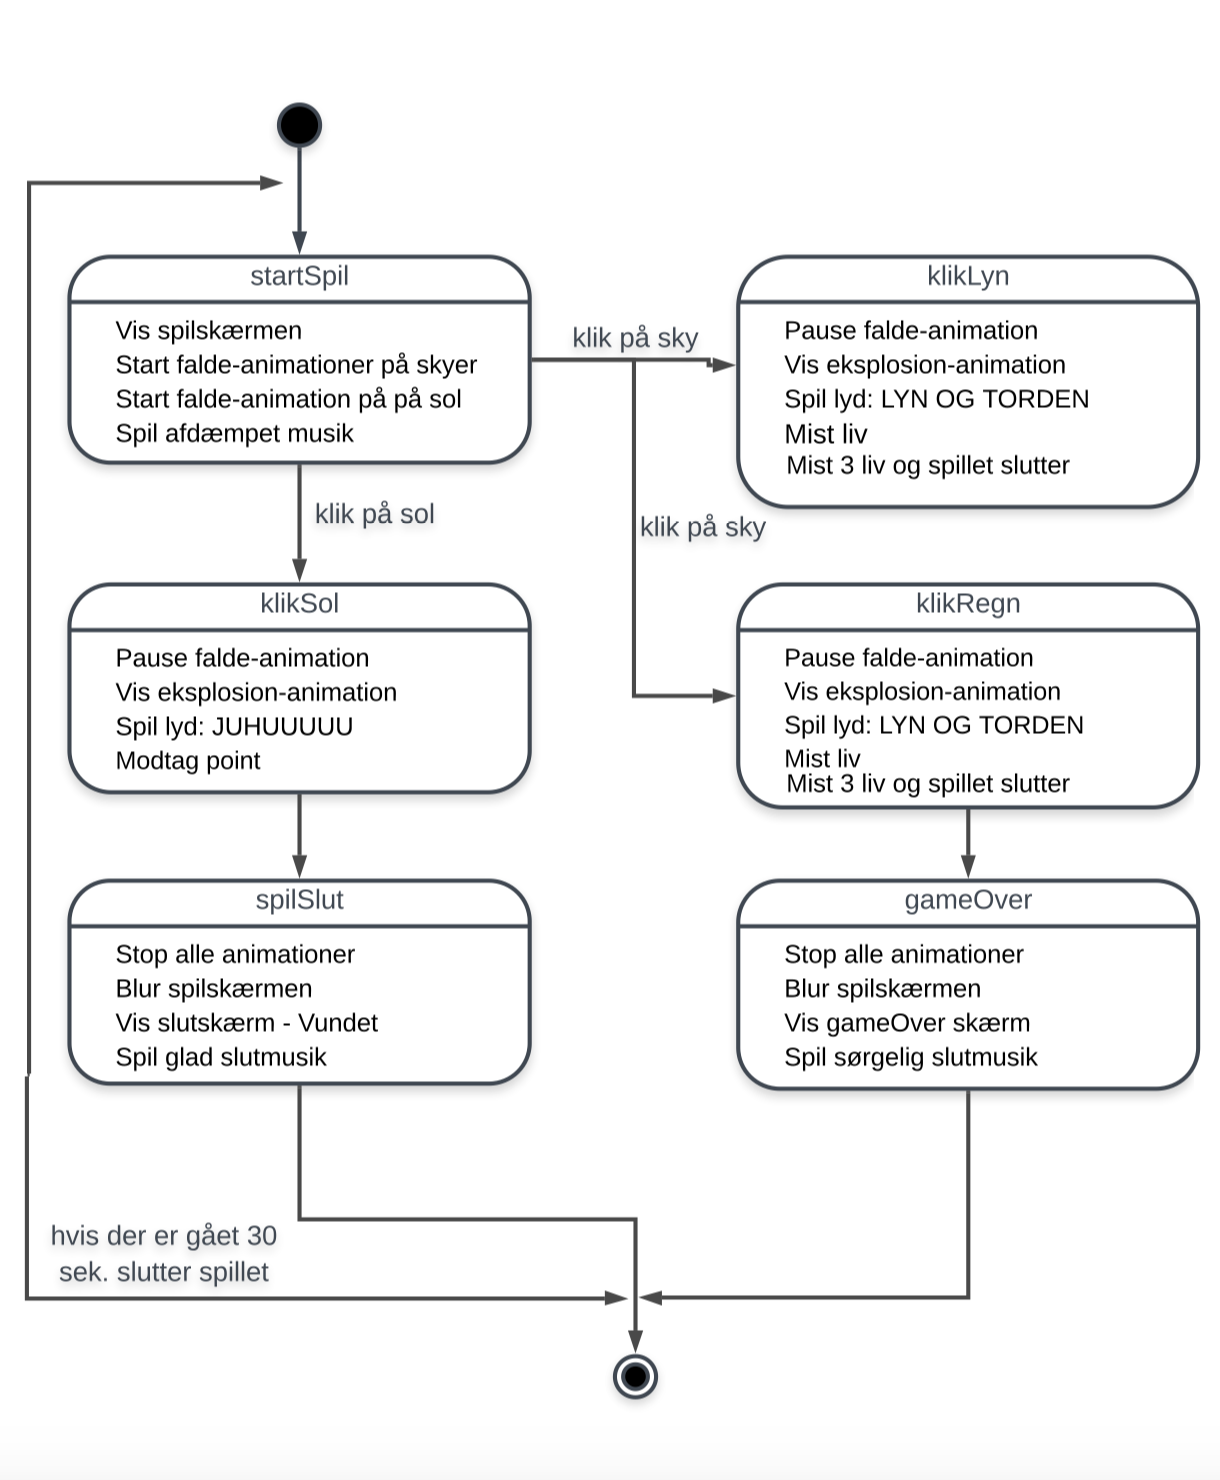 startSpil
Vis spilskærmen
Start falde-animationer på skyer
Start falde-animation på på sol
Spil afdæmpet musik
klik på sky
klikLyn
Pause falde-animation
Vis eksplosion-animation
Spil lyd: LYN OG TORDEN
Mist liv
Mist 3 liv og spillet slutter
klik på sol
klik på sky
klikSol
Pause falde-animation
Vis eksplosion-animation
Spil lyd: JUHUUUUU
Modtag point
klikRegn
Pause falde-animation
Vis eksplosion-animation
Spil lyd: LYN OG TORDEN
Mist liv
Mist 3 liv og spillet slutter
spilSlut
Stop alle animationer
Blur spilskærmen
Vis slutskærm - Vundet
Spil glad slutmusik
gameOver
Stop alle animationer
Blur spilskærmen
Vis gameOver skærm
Spil sørgelig slutmusik
hvis der er gået 30
sek. slutter spillet